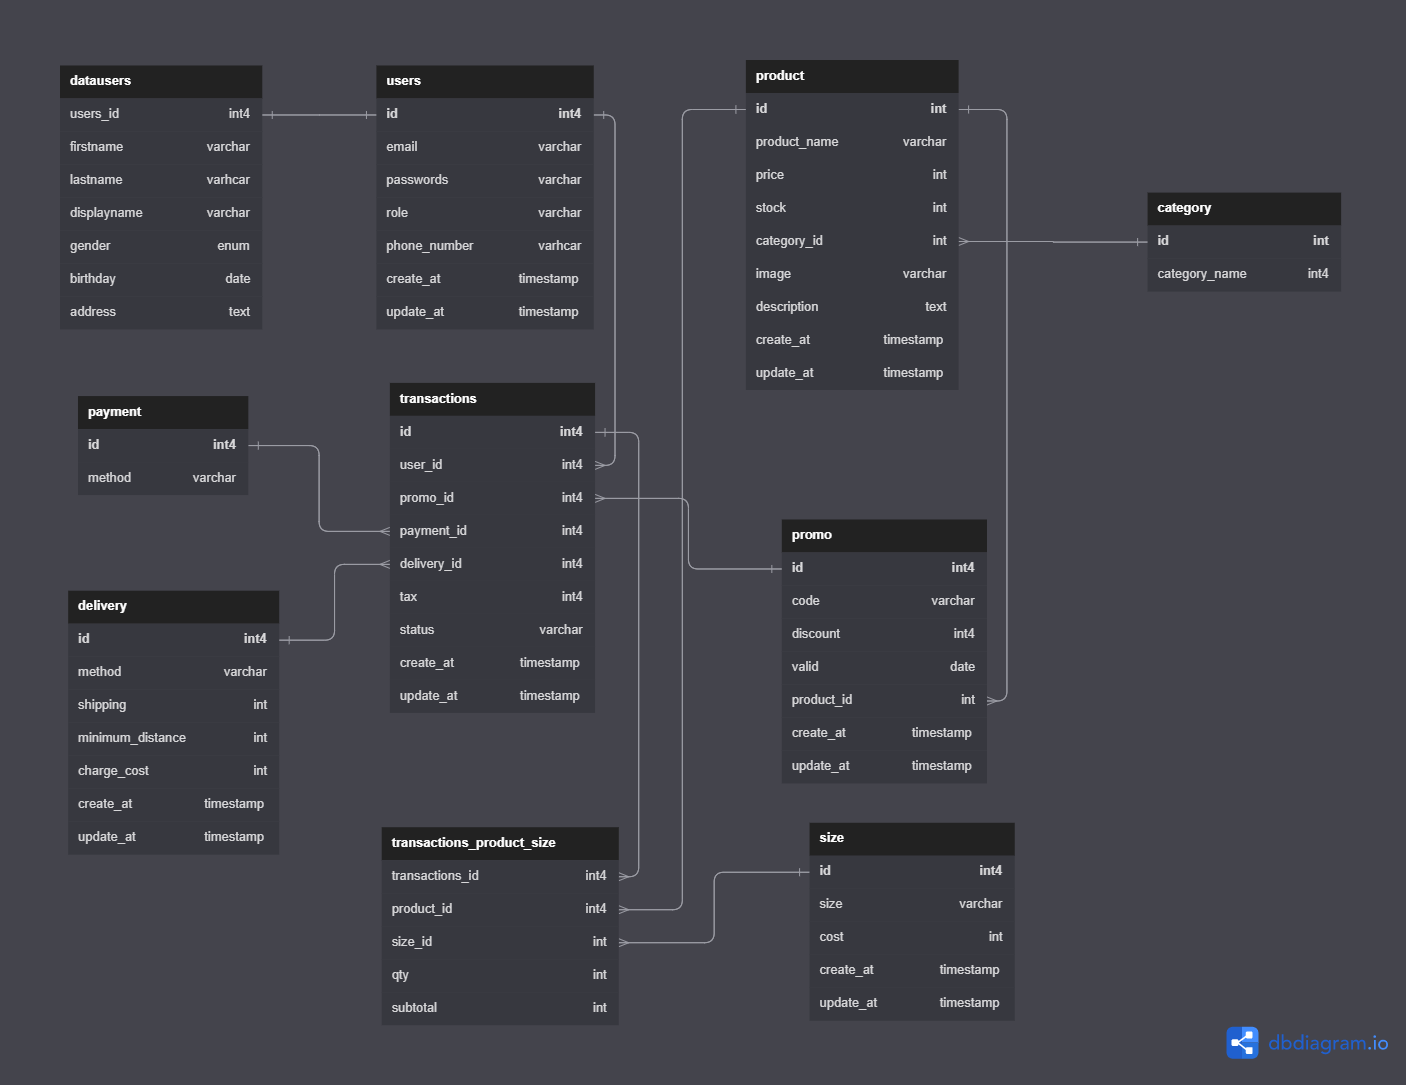 datausers
users_id int4
firstname varchar
lastname varhcar
displayname varchar
gender enum
birthday date
address text
users
id int4
email varchar
passwords varchar
role varchar
phone_number varhcar
create_at timestamp
update_at timestamp
product
id int
product_name varchar
price int
stock int
category_id int
image varchar
description text
create_at timestamp
update_at timestamp
category
id int
category_name int4
payment
id int4
method varchar
transactions
id int4
user_id int4
promo_id int4
payment_id int4
delivery_id int4
tax int4
status varchar
create_at timestamp
update_at timestamp
promo
id int4
code varchar
discount int4
valid date
product_id int
create_at timestamp
update_at timestamp
delivery
id int4
method varchar
shipping int
minimum_distance int
charge_cost int
create_at timestamp
update_at timestamp
transactions_product_size
transactions_id int4
product_id int4
size_id int
qty int
subtotal int
size
id int4
size varchar
cost int
create_at timestamp
update_at timestamp
dbdiagram.io